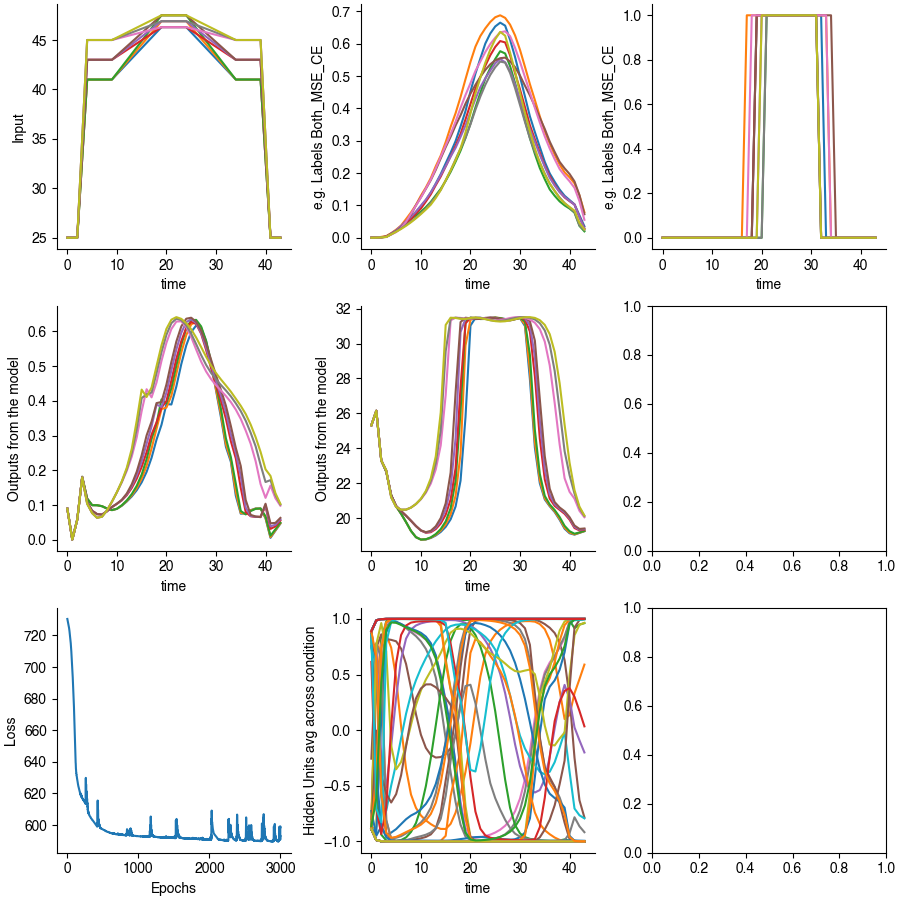 45
40
35
30
25
Input
0 10 20 30 40
time
0.7
0.6
0.5
0.4
0.3
0.2
0.1
0.0
e.g. Labels Both_MSE_CE
0 10 20 30 40
time
1.0
0.8
0.6
0.4
0.2
0.0
e.g. Labels Both_MSE_CE
0 10 20 30 40
time
0.6
0.5
0.4
0.3
0.2
0.1
0.0
Outputs from the model
0 10 20 30 40
time
32
30
28
26
24
22
20
Outputs from the model
0 10 20 30 40
time
1.0
0.8
0.6
0.4
0.2
0.0
0.0 0.2 0.4 0.6 0.8 1.0
720
700
680
660
640
620
600
Loss
0 1000 2000 3000
Epochs
1.0
0.5
0.0
−0.5
−1.0
Hidden Units avg across condition
0 10 20 30 40
time
1.0
0.8
0.6
0.4
0.2
0.0
0.0 0.2 0.4 0.6 0.8 1.0